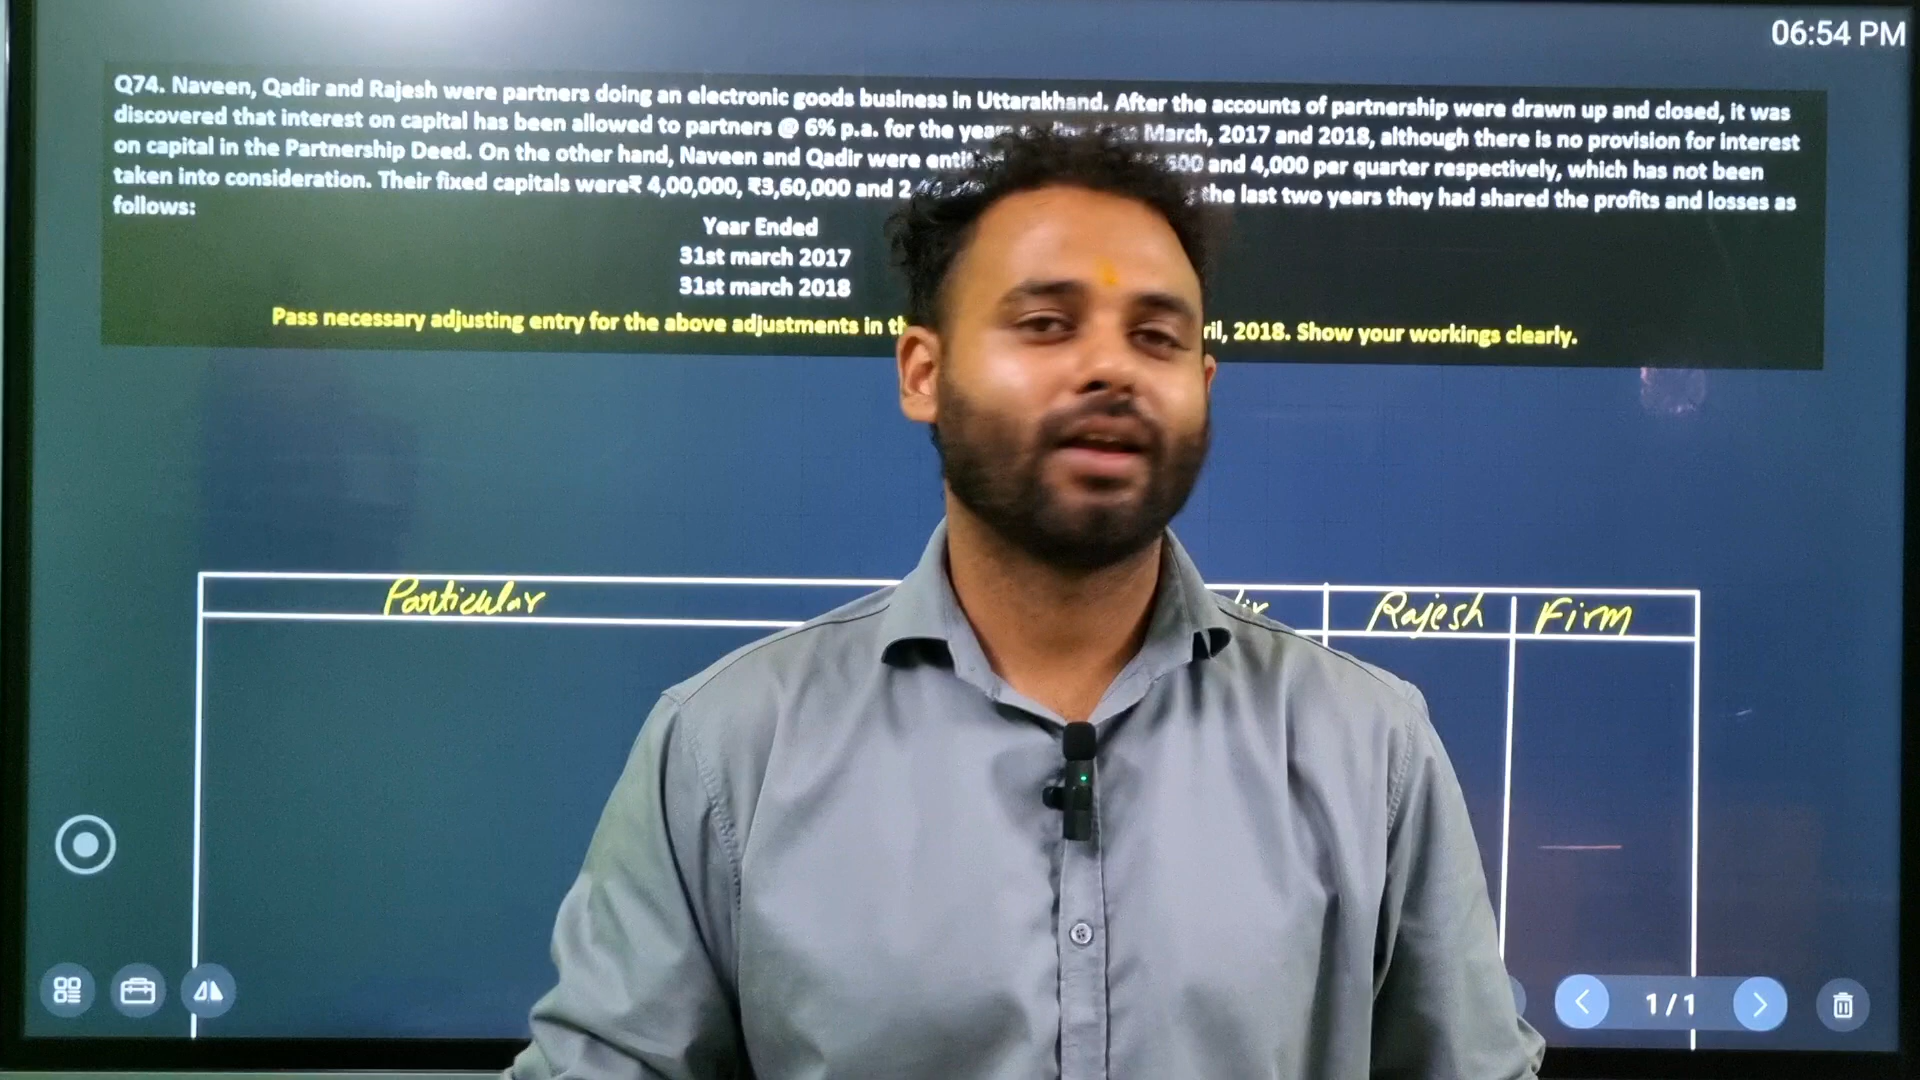 06:54 PM
Q74. Naveen, Qadir and Rajesh were partners doing an electronic goods business in Uttarakhand. After the accounts of partnership were drawn up and closed, it was
discovered that interest on capital has been allowed to partners @ 6% p.a. for the years March, 2017 and 2018, although there is no provision for interest
on capital in the Partnership Deed. On the other hand, Naveen and Qadir were and 4,000 per quarter respectively, which has not been
taken into consideration. Their fixed capitals were₹ 4,00,000, ₹3,60,000 and the last two years they had shared the profits and losses as
follows:
Year Ended
31st march 2017
31st march 2018
Pass necessary adjusting entry for the above adjustments in 2018. Show your workings clearly.
Particular Rajesh Firm
1/1